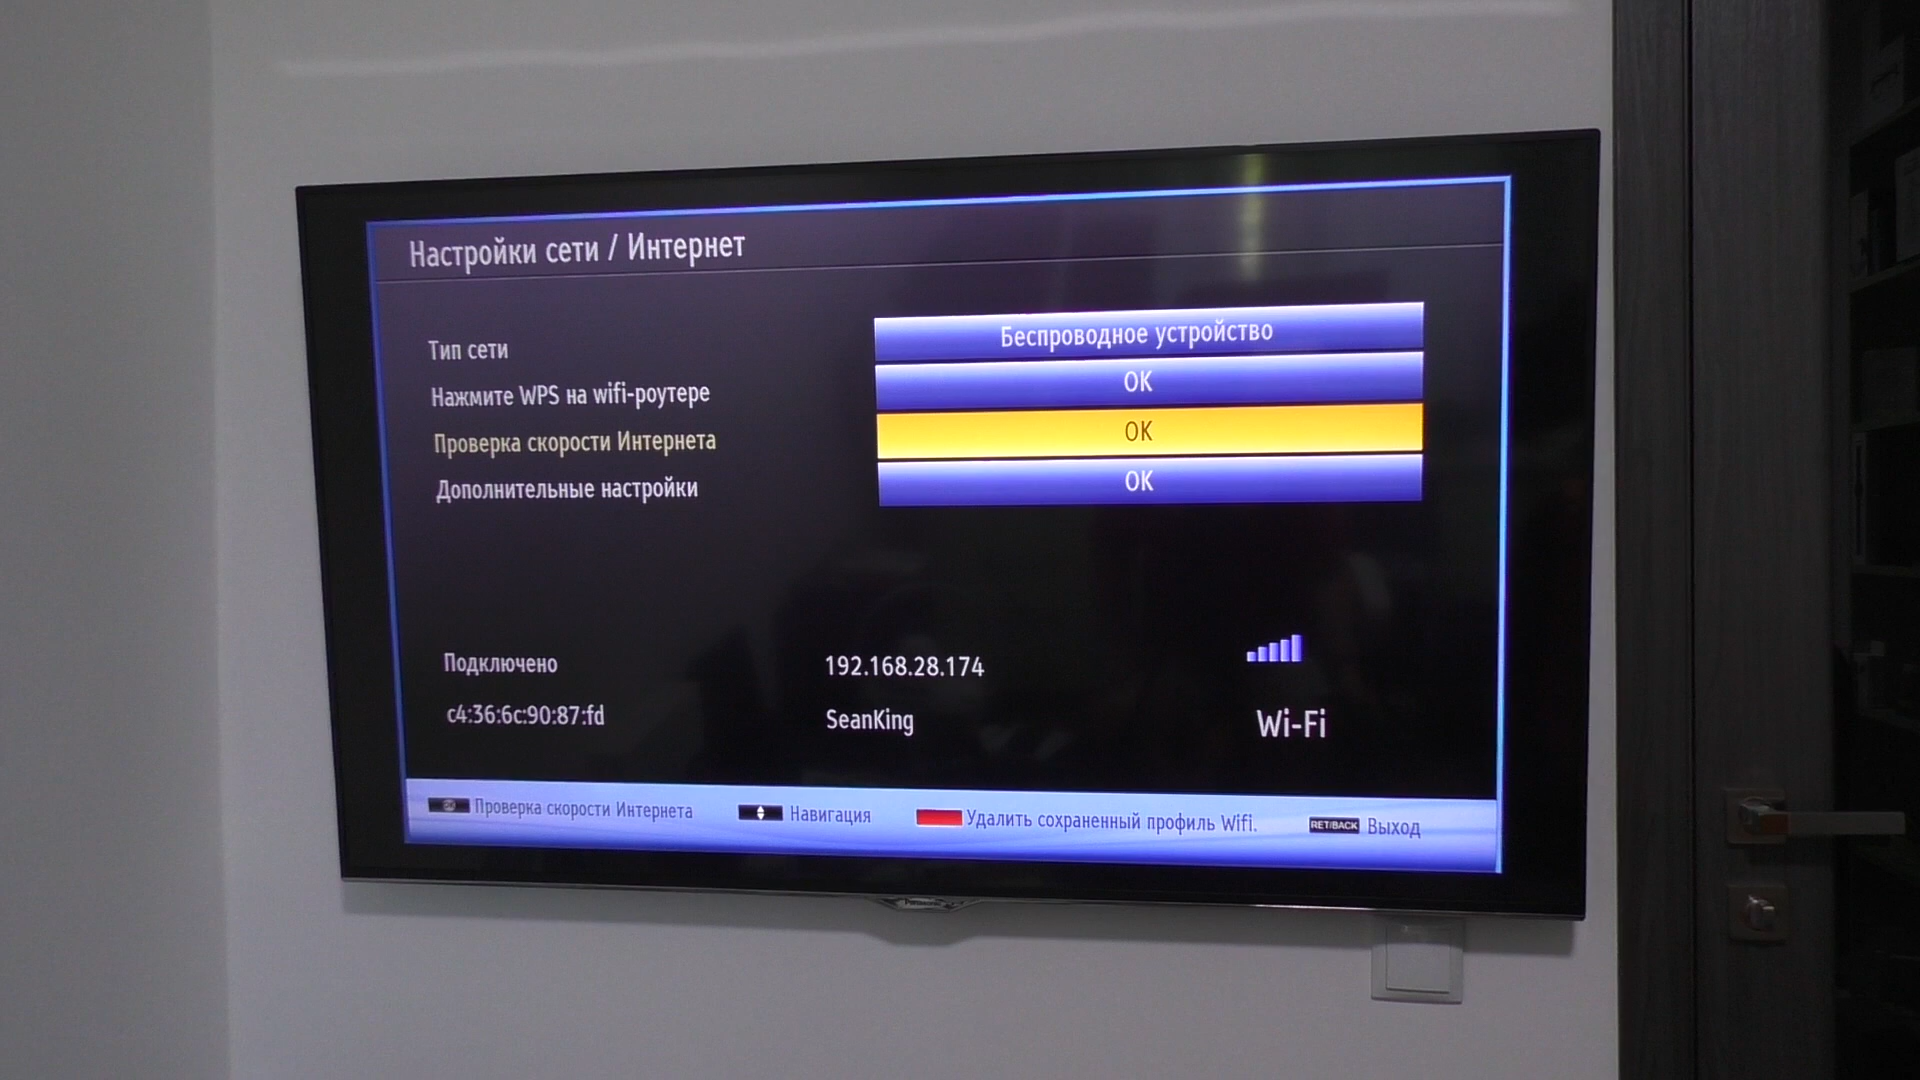 Настройки сети / Интернет
Тип сети
Беспроводное устройство
Нажмите WPS на wifi-роутере
OK
Проверка скорости Интернета
OK
Дополнительные настройки
OK
Подключено
192.168.28.174
c4:36:6c:90:87:fd
SeanKing
Wi-Fi
OK Проверка скорости Интернета
Навигация
Удалить сохраненный профиль Wifi.
RET/BACK Выход
Panasonic